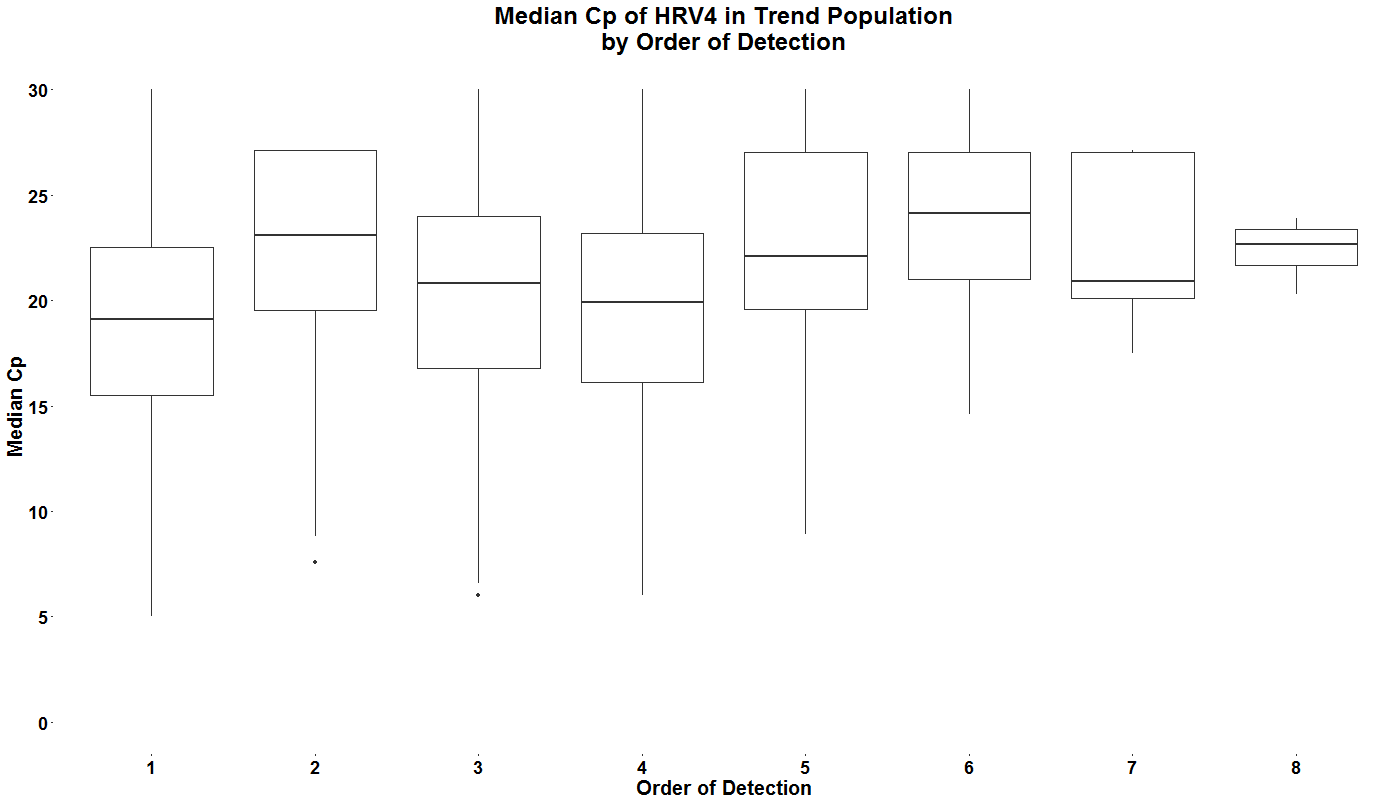 Median Cp of HRV4 in Trend Population
by Order of Detection
Median Cp
30
25
20
15
10
5
0
1 2 3 4 5 6 7 8
Order of Detection